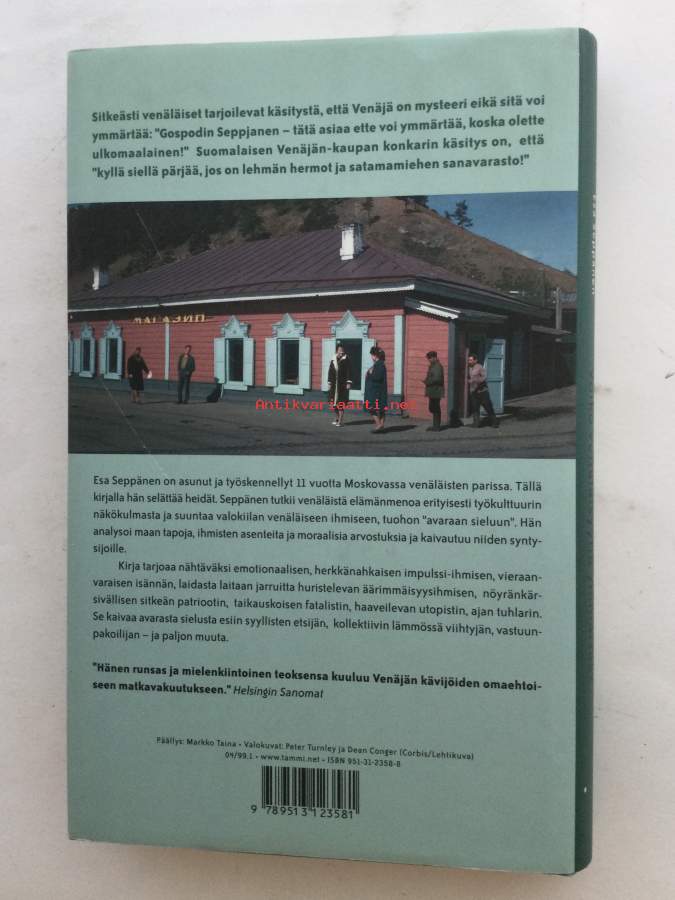 Sitkeästi venäläiset tarjoilevat käsitystä, että Venäjä on mysteeri eikä sitä voi
ymmärtää: "Gospodin Seppjanen – tätä asiaa ette voi ymmärtää, koska olette
ulkomaalainen!" Suomalaisen Venäjän-kaupan konkarin käsitys on, että
"kyllä siellä pärjää, jos on lehmän hermot ja satamamiehen sanavarasto!"
МАГАЗИН
Antikvariaatti.net
Esa Seppänen on asunut ja työskennellyt 11 vuotta Moskovassa venäläisten parissa. Tällä
kirjalla hän selättää heidät. Seppänen tutkii venäläistä elämänmenoa erityisesti työkulttuurin
näkökulmasta ja suuntaa valokiilan venäläiseen ihmiseen, tuohon "avaraan sieluun". Hän
analysoi maan tapoja, ihmisten asenteita ja moraalisia arvostuksia ja kaivautuu niiden synty-
sijoille.
Kirja tarjoaa nähtäväksi emotionaalisen, herkkänahkaisen impulssi-ihmisen, vieraan-
varaisen isännän, laidasta laitaan jarruitta huristelevan äärimmäisyysihmisen, nöyränkär-
sivällisen sitkeän patriootin, taikauskoisen fatalistin, haaveilevan utopistin, ajan tuhlarin.
Se kaivaa avarasta sielusta esiin syyllisten etsijän, kollektiivin lämmössä viihtyjän, vastuun-
pakoilijan – ja paljon muuta.
"Hänen runsas ja mielenkiintoinen teoksensa kuuluu Venäjän kävijöiden omaehtoi-
seen matkavakuutukseen." Helsingin Sanomat
Päällys: Markko Taina • Valokuvat: Peter Turnley ja Dean Conger (Corbis/Lehtikuva)
04/99.1 • www.tammi.net • ISBN 951-31-2358-8
9 789513 123581
Esa Seppänen